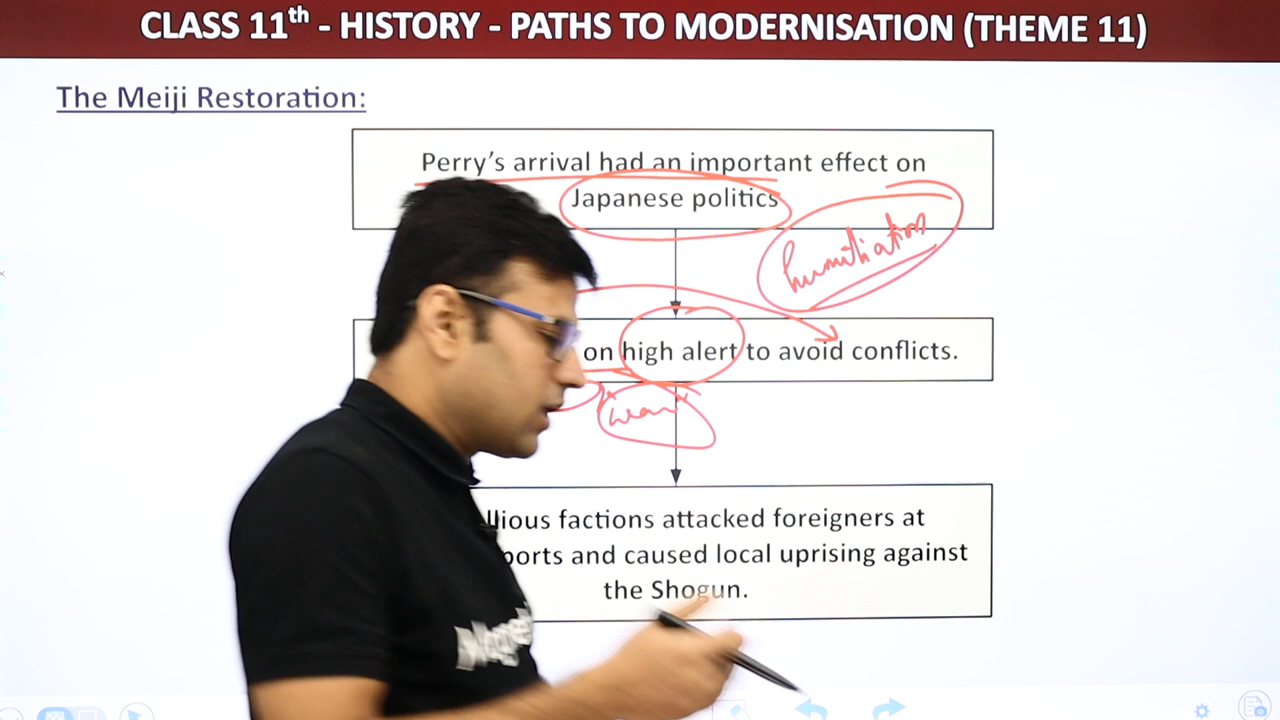 CLASS 11th - HISTORY - PATHS TO MODERNISATION (THEME 11)
The Meiji Restoration:
Perry's arrival had an important effect on
Japanese politics
humiliation
on high alert to avoid conflicts.
llious factions attacked foreigners at
ports and caused local uprising against
the Shogun.